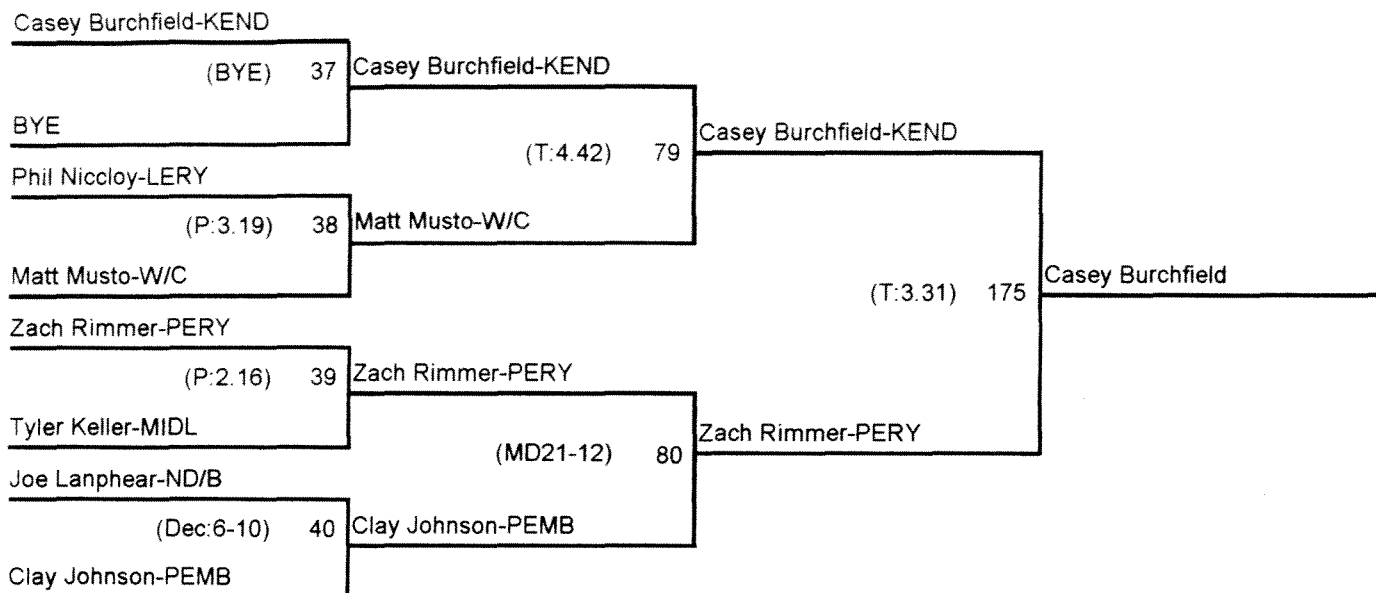 Casey Burchfield-KEND
(BYE) 37 Casey Burchfield-KEND
BYE
Casey Burchfield-KEND
(T:4.42) 79
Phil Niccloy-LERY
(P:3.19) 38 Matt Musto-W/C
Matt Musto-W/C
(T:3.31) 175 Casey Burchfield
Zach Rimmer-PERY
(P:2.16) 39 Zach Rimmer-PERY
Tyler Keller-MIDL
Zach Rimmer-PERY
(MD21-12) 80
Joe Lanphear-ND/B
(Dec:6-10) 40 Clay Johnson-PEMB
Clay Johnson-PEMB